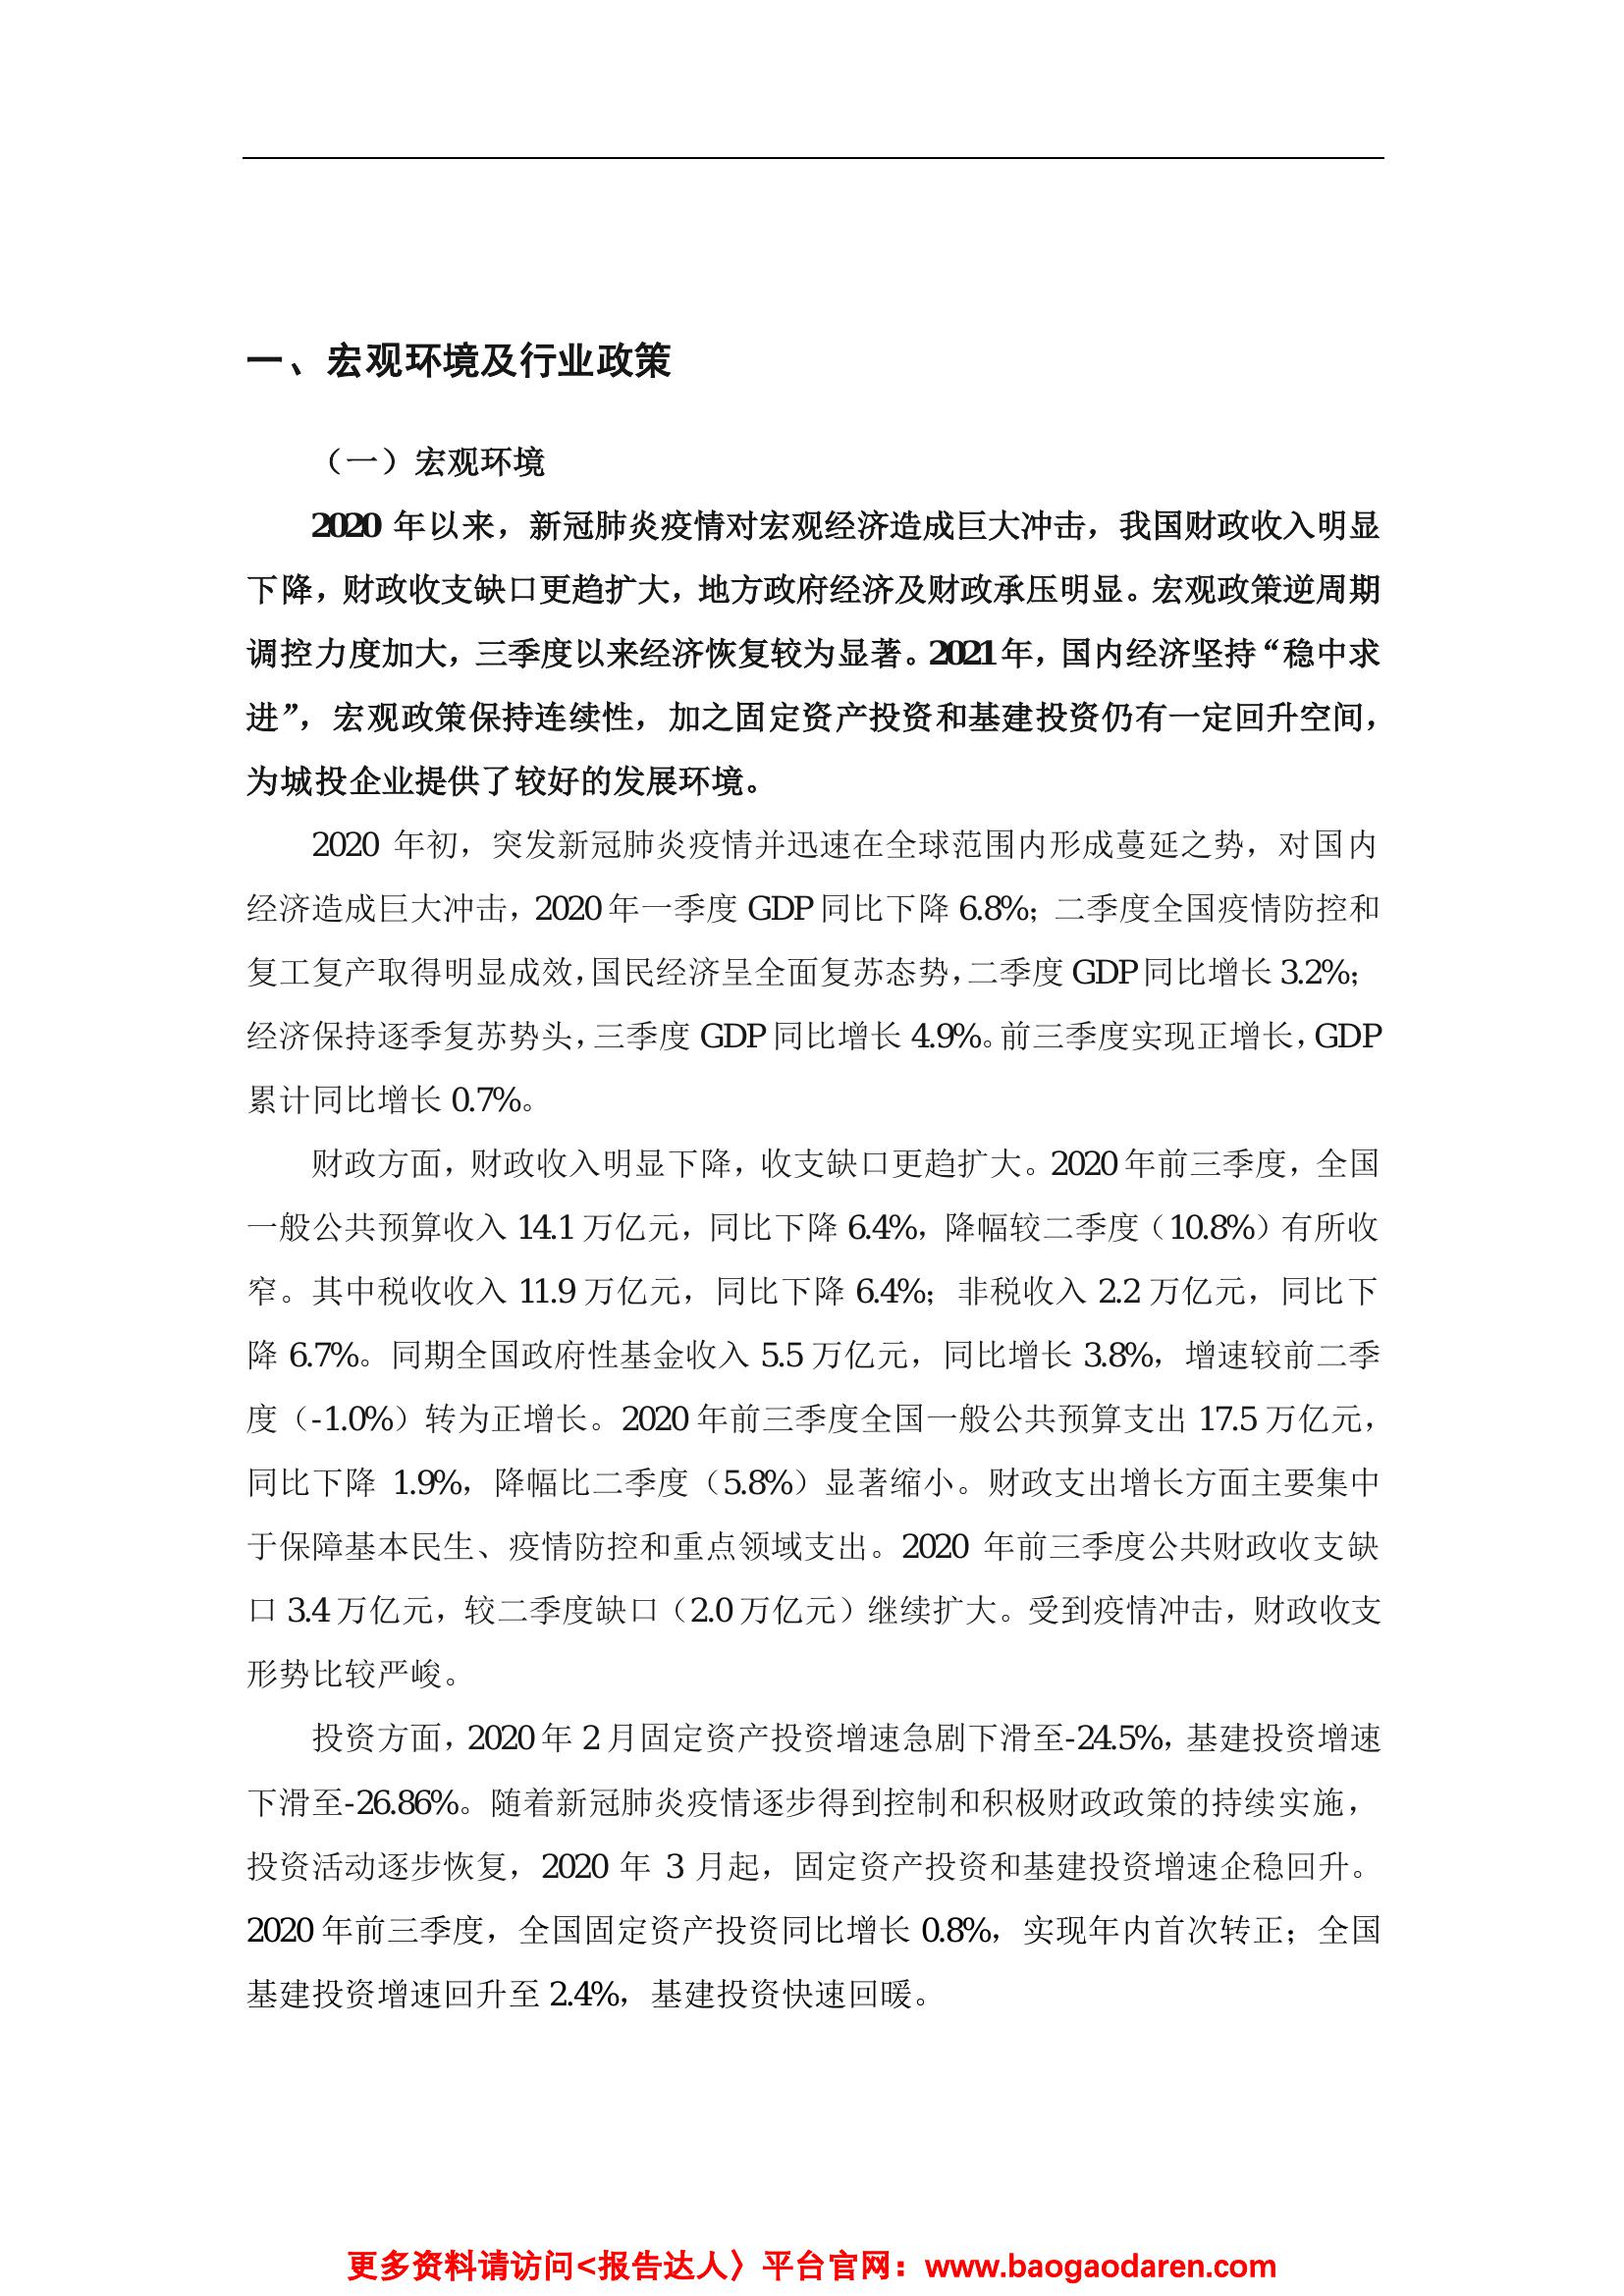 一、宏观环境及行业政策
（一）宏观环境
2020 年以来，新冠肺炎疫情对宏观经济造成巨大冲击，我国财政收入明显
下降，财政收支缺口更趋扩大，地方政府经济及财政承压明显。宏观政策逆周期
调控力度加大，三季度以来经济恢复较为显著。2021 年，国内经济坚持“稳中求
进”，宏观政策保持连续性，加之固定资产投资和基建投资仍有一定回升空间，
为城投企业提供了较好的发展环境。
2020 年初，突发新冠肺炎疫情并迅速在全球范围内形成蔓延之势，对国内
经济造成巨大冲击，2020 年一季度 GDP 同比下降 6.8%；二季度全国疫情防控和
复工复产取得明显成效，国民经济呈全面复苏态势，二季度 GDP 同比增长 3.2%；
经济保持逐季复苏势头，三季度 GDP 同比增长 4.9%。前三季度实现正增长，GDP
累计同比增长 0.7%。
财政方面，财政收入明显下降，收支缺口更趋扩大。2020 年前三季度，全国
一般公共预算收入 14.1 万亿元，同比下降 6.4%，降幅较二季度（10.8%）有所收
窄。其中税收收入 11.9 万亿元，同比下降 6.4%；非税收入 2.2 万亿元，同比下
降 6.7%。同期全国政府性基金收入 5.5 万亿元，同比增长 3.8%，增速较前二季
度（-1.0%）转为正增长。2020 年前三季度全国一般公共预算支出 17.5 万亿元，
同比下降 1.9%，降幅比二季度（5.8%）显著缩小。财政支出增长方面主要集中
于保障基本民生、疫情防控和重点领域支出。2020 年前三季度公共财政收支缺
口 3.4 万亿元，较二季度缺口（2.0 万亿元）继续扩大。受到疫情冲击，财政收支
形势比较严峻。
投资方面，2020 年 2 月固定资产投资增速急剧下滑至-24.5%，基建投资增速
下滑至-26.86%。随着新冠肺炎疫情逐步得到控制和积极财政政策的持续实施，
投资活动逐步恢复，2020 年 3 月起，固定资产投资和基建投资增速企稳回升。
2020 年前三季度，全国固定资产投资同比增长 0.8%，实现年内首次转正；全国
基建投资增速回升至 2.4%，基建投资快速回暖。
更多资料请访问<报告达人〉平台官网：www.baogaodaren.com